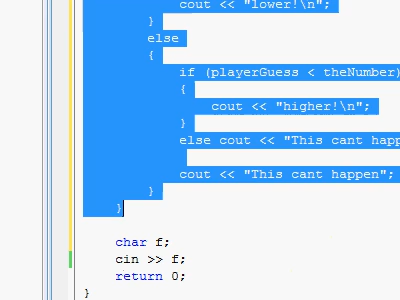 cout << "lower!\n";
}
else
{
if (playerGuess < theNumber)
{
cout << "higher!\n";
}
else cout << "This cant
cout << "This cant happen";
}
}
char f;
cin >> f;
return 0;
}